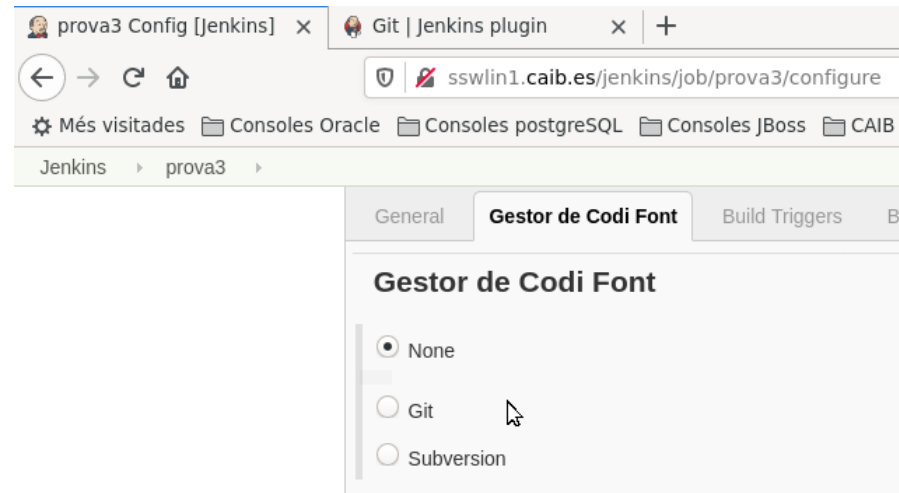 prova3 Config [Jenkins] Git | Jenkins plugin
sswlin1.caib.es/jenkins/job/prova3/configure
Més visitades Consoles Oracle Consoles postgreSQL Consoles JBoss CAIB
Jenkins prova3
General Gestor de Codi Font Build Triggers B
Gestor de Codi Font
None
Git
Subversion